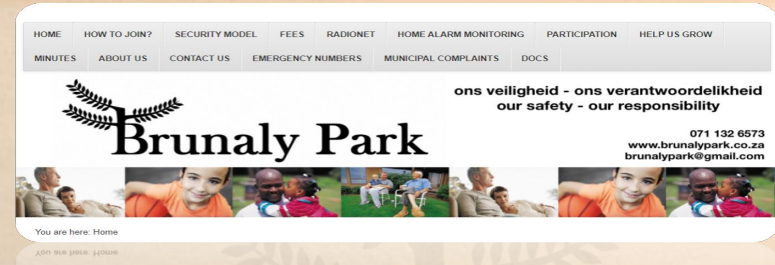 HOME HOW TO JOIN? SECURITY MODEL FEES RADIONET HOME ALARM MONITORING PARTICIPATION HELP US GROW
MINUTES ABOUT US CONTACT US EMERGENCY NUMBERS MUNICIPAL COMPLAINTS DOCS
ons veiligheid - ons verantwoordelikheid
our safety - our responsibility
Brunaly Park
071 132 6573
www.brunalypark.co.za
brunalypark@gmail.com
You are here: Home